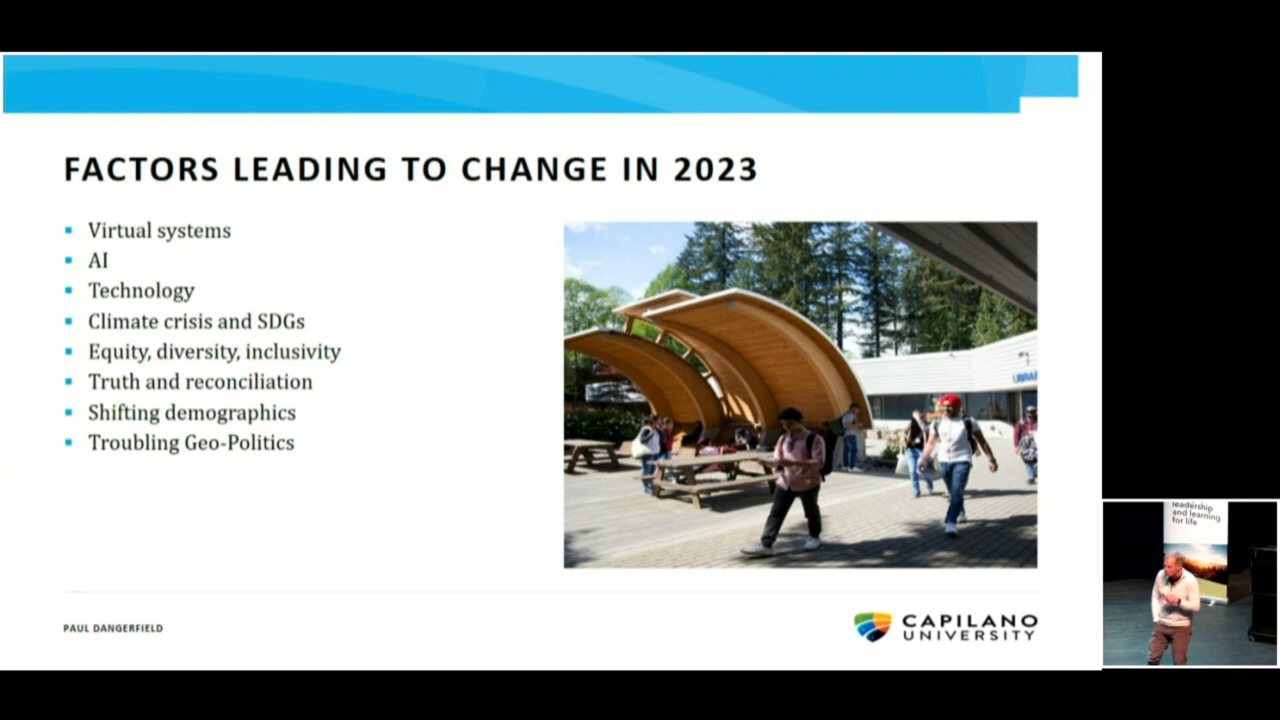 FACTORS LEADING TO CHANGE IN 2023
Virtual systems
AI
Technology
Climate crisis and SDGs
Equity, diversity, inclusivity
Truth and reconciliation
Shifting demographics
Troubling Geo-Politics
PAUL DANGERFIELD
CAPILANO
UNIVERSITY
leadership
and learning
for life